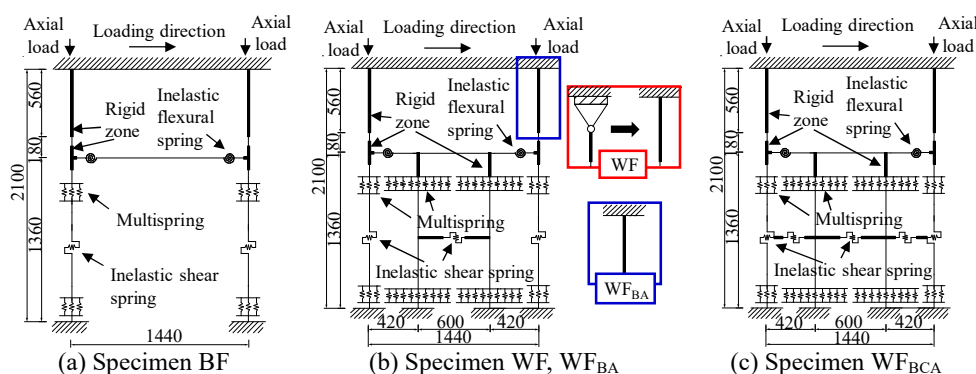 Axial
load
Loading direction
Axial
load
560
180
2100
1360
Rigid
zone
Inelastic
flexural
spring
Multispring
Inelastic shear
spring
1440
(a) Specimen BF
Axial
load
Loading direction
Axial
load
560
180
2100
1360
Rigid
zone
Inelastic
flexural
spring
Multispring
Inelastic shear spring
420
600
420
1440
WF
WFBA
(b) Specimen WF, WFBA
Axial
load
Loading direction
Axial
load
560
180
2100
1360
Rigid
zone
Inelastic
flexural
spring
Multispring
Inelastic shear spring
420
600
420
1440
(c) Specimen WFBCA